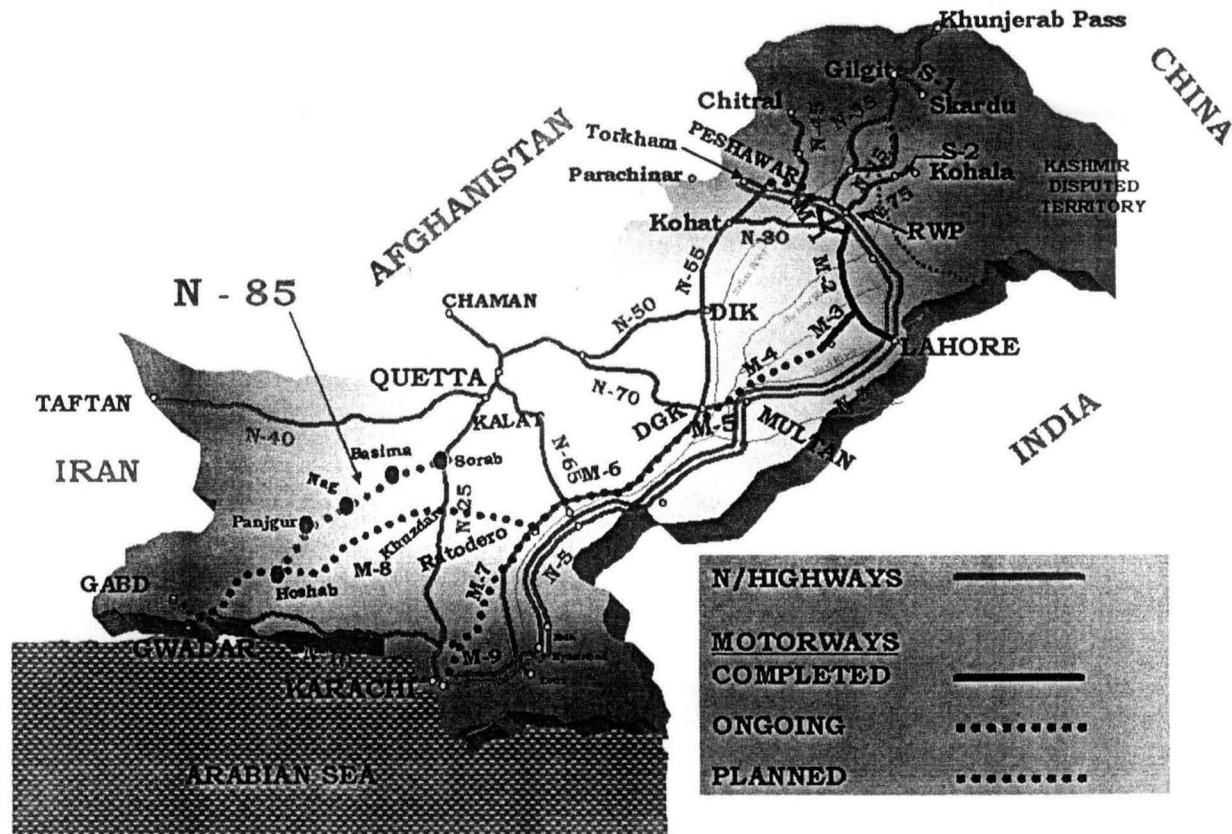 Khunjerab Pass
CHINA
Gilgit
S-1
Skardu
Chitral
N-45
N-35
Torkham
PESHAWAR
S-2
N-15
Kohala
KASHMIR
DISPUTED
TERRITORY
Parachinar
AFGHANISTAN
N-75
M-1
RWP
Kohat
N-80
N-55
M-2
N - 85
CHAMAN
N-50
DIK
M-3
LAHORE
M-4
QUETTA
N-70
TAFTAN
KALAT
DGK
M-5
MULTAN
N-5
INDIA
N-40
IRAN
Basima
Sorab
N-65
M-6
Nag
N-25
Panjgur
Khuzdar
Ratodero
M-8
M-7
N-5
Hoshab
GABD
GWADAR
M-9
KARACHI
ARABIAN SEA
N/HIGHWAYS
MOTORWAYS
COMPLETED
ONGOING
PLANNED